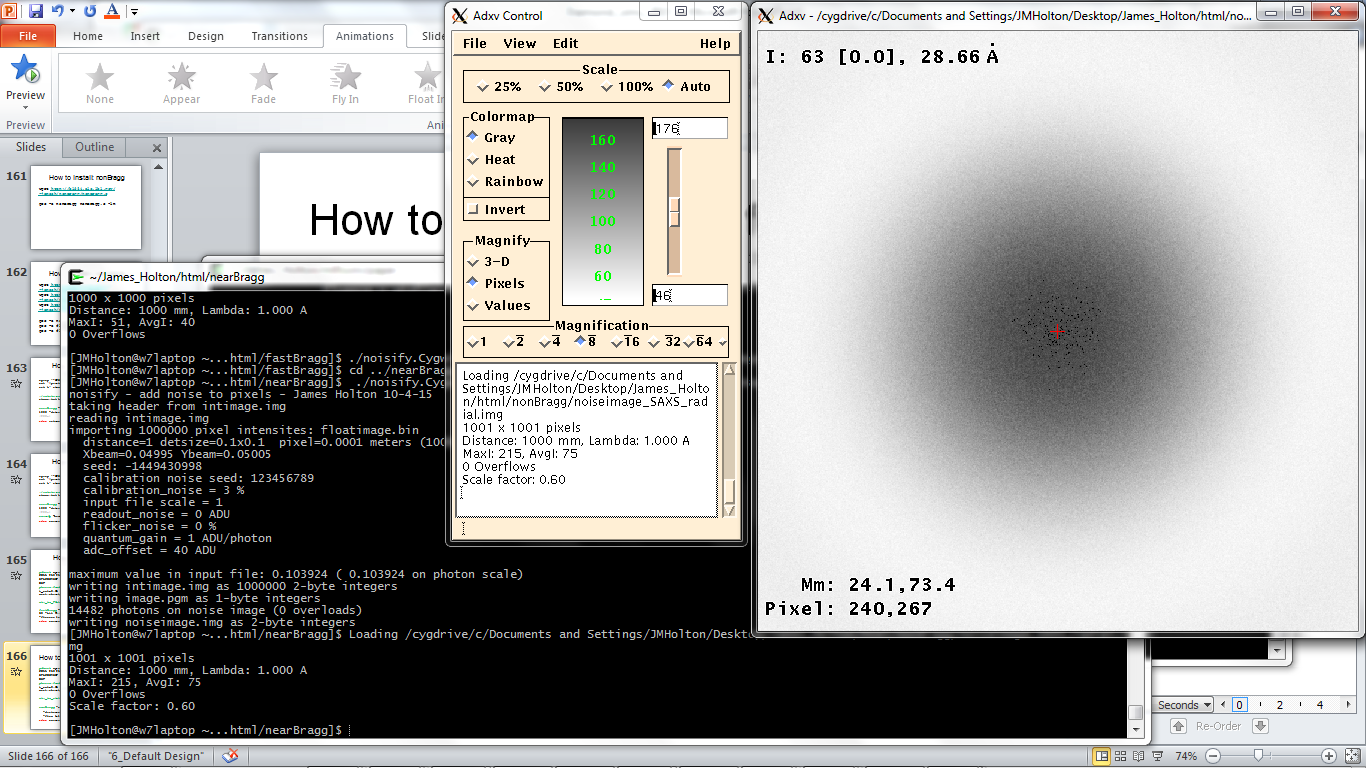 File
Home
Insert
Design
Transitions
Animations
Preview
None
Appear
Fade
Fly In
Float In
Preview
Slides
Outline
161
How to install: nonBragg
162
163
164
165
166
How to
~/James_Holton/html/nearBragg
1000 x 1000 pixels
Distance: 1000 mm, Lambda: 1.000 A
MaxI: 51, AvgI: 40
0 Overflows
[JMHolton@w7laptop ~...html/fastBragg]$ ./noisify.Cygw
[JMHolton@w7laptop ~...html/fastBragg]$ cd ../nearBrag
[JMHolton@w7laptop ~...html/nearBragg]$  ./noisify.Cyg
noisify - add noise to pixels - James Holton 10-4-15
taking header from intimage.img
reading intimage.img
importing 1000000 pixel intensites: floatimage.bin
distance=1 detsize=0.1x0.1  pixel=0.0001 meters (100
Xbeam=0.04995 Ybeam=0.05005
seed: -1449430998
calibration noise seed: 123456789
calibration_noise = 3 %
input file scale = 1
readout_noise = 0 ADU
flicker_noise = 0 %
quantum_gain = 1 ADU/photon
adc_offset = 40 ADU
maximum value in input file: 0.103924 ( 0.103924 on photon scale)
writing intimage.img as 1000000 2-byte integers
writing image.pgm as 1-byte integers
14482 photons on noise image (0 overloads)
writing noiseimage.img as 2-byte integers
[JMHolton@w7laptop ~...html/nearBragg]$ Loading /cygdrive/c/Documents and Settings/JMHolton/Deskto
mg
1001 x 1001 pixels
Distance: 1000 mm, Lambda: 1.000 A
MaxI: 215, AvgI: 75
0 Overflows
Scale factor: 0.60
[JMHolton@w7laptop ~...html/nearBragg]$
Adxv Control
File View Edit Help
Scale
25% 50% 100% Auto
Colormap
Gray
Heat
Rainbow
Invert
Magnify
3-D
Pixels
Values
160
140
120
100
80
60
176
46
Magnification
1 2 4 8 16 32 64
Loading /cygdrive/c/Documents and
Settings/JMHolton/Desktop/James_Holto
n/html/nonBragg/noiseimage_SAXS_rad
ial.img
1001 x 1001 pixels
Distance: 1000 mm, Lambda: 1.000 A
MaxI: 215, AvgI: 75
0 Overflows
Scale factor: 0.60
Adxv - /cygdrive/c/Documents and Settings/JMHolton/Desktop/James_Holton/html/no...
I: 63 [0.0], 28.66 Å
Mm: 24.1,73.4
Pixel: 240,267
Seconds 0 2 4
Re-Order
Slide 166 of 166
"6_Default Design"
74%